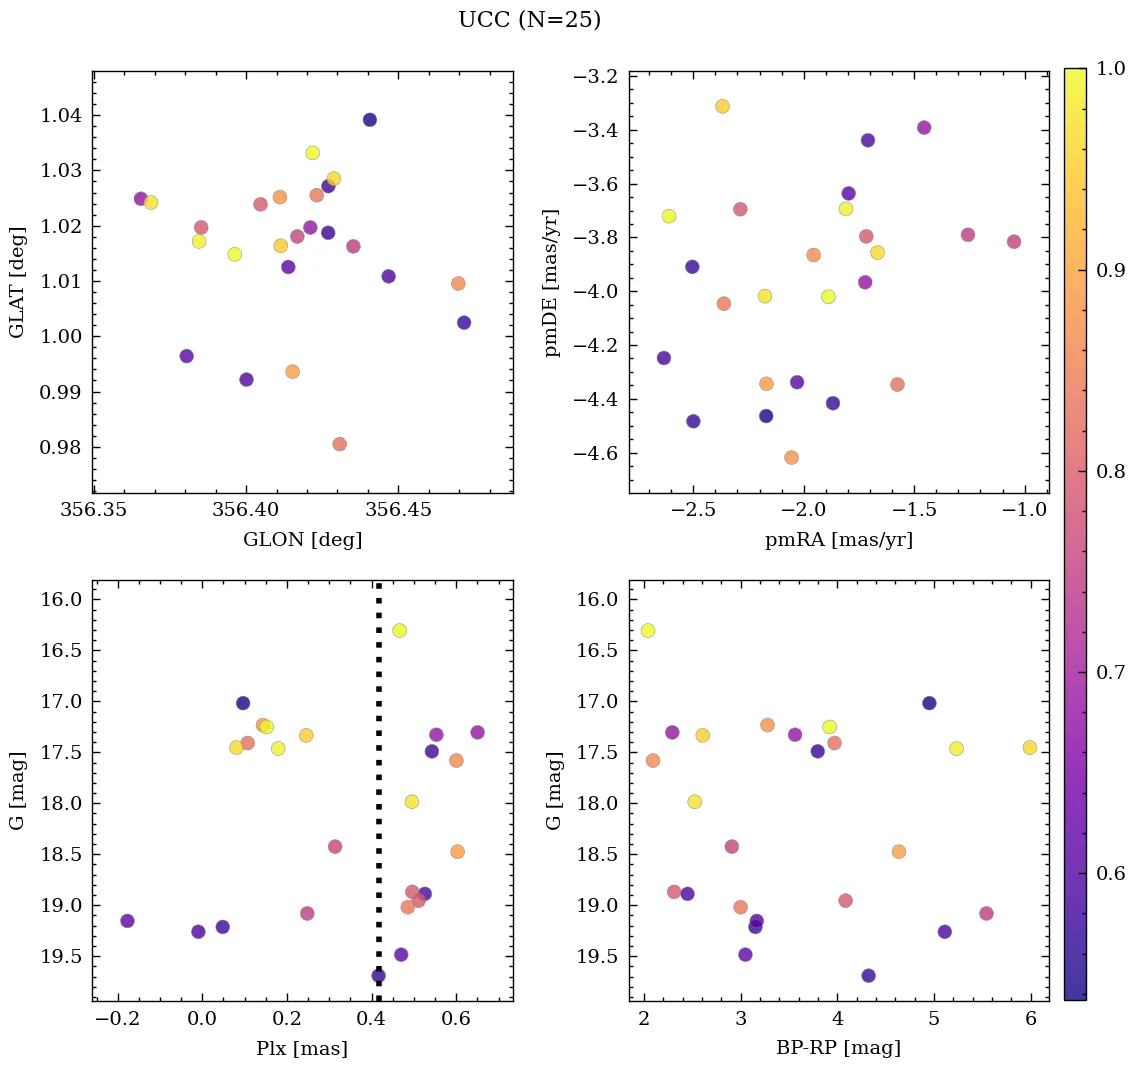 UCC (N=25)
1.04
1.03
1.02
1.01
1.00
0.99
0.98
GLAT [deg]
356.35 356.40 356.45
GLON [deg]
−3.2
−3.4
−3.6
−3.8
−4.0
−4.2
−4.4
−4.6
pmDE [mas/yr]
−2.5 −2.0 −1.5 −1.0
pmRA [mas/yr]
1.0
0.9
0.8
0.7
0.6
16.0
16.5
17.0
17.5
18.0
18.5
19.0
19.5
G [mag]
−0.2 0.0 0.2 0.4 0.6
Plx [mas]
16.0
16.5
17.0
17.5
18.0
18.5
19.0
19.5
G [mag]
2 3 4 5 6
BP-RP [mag]